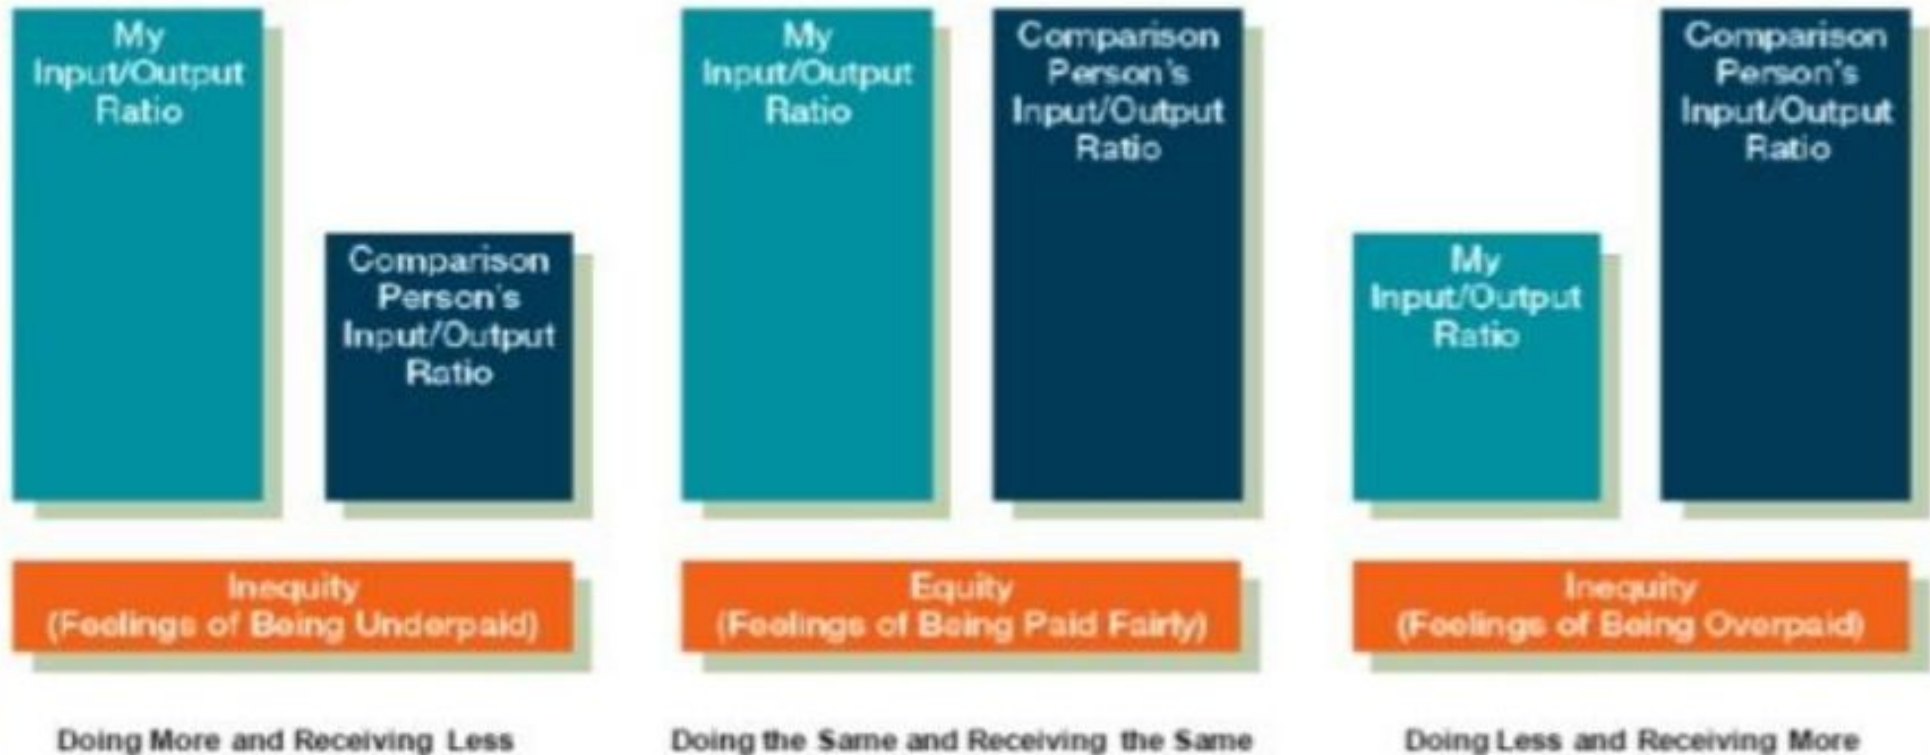 My
Input/Output
Ratio
Comparison
Person's
Input/Output
Ratio
Inequity
(Feelings of Being Underpaid)
Doing More and Receiving Less
My
Input/Output
Ratio
Comparison
Person's
Input/Output
Ratio
Equity
(Feelings of Being Paid Fairly)
Doing the Same and Receiving the Same
My
Input/Output
Ratio
Comparison
Person's
Input/Output
Ratio
Inequity
(Feelings of Being Overpaid)
Doing Less and Receiving More